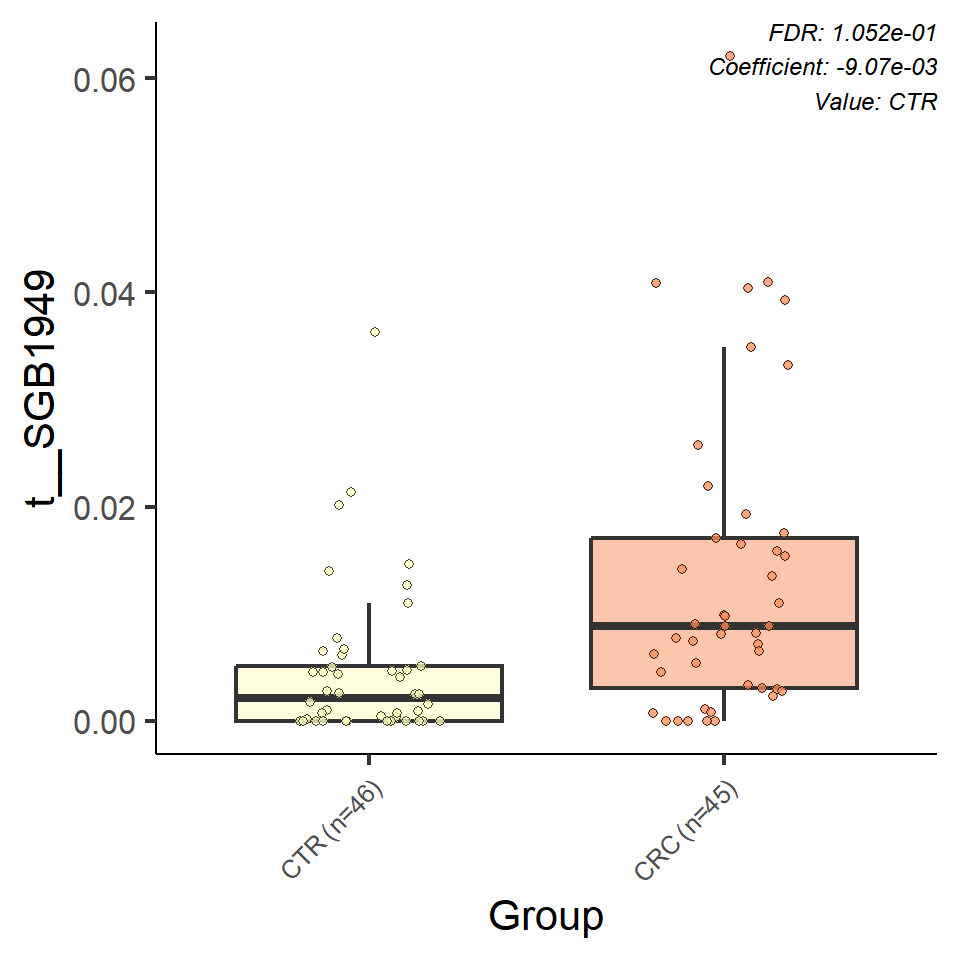 FDR: 1.052e-01
Coefficient: -9.07e-03
Value: CTR
0.06
0.04
0.02
0.00
t__SGB1949
CTR (n=46)
CRC (n=45)
Group